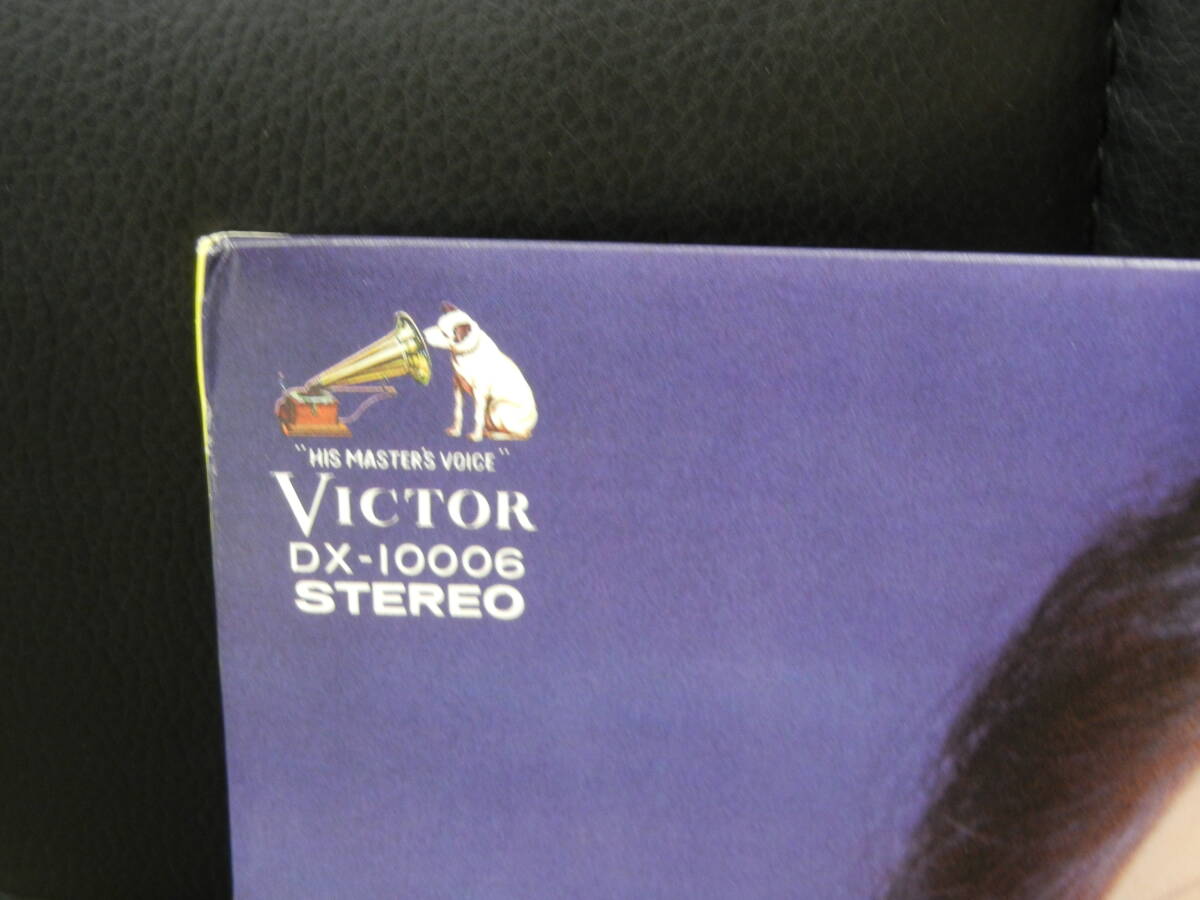 "HIS MASTER'S VOICE"
VICTOR
DX-10006
STEREO